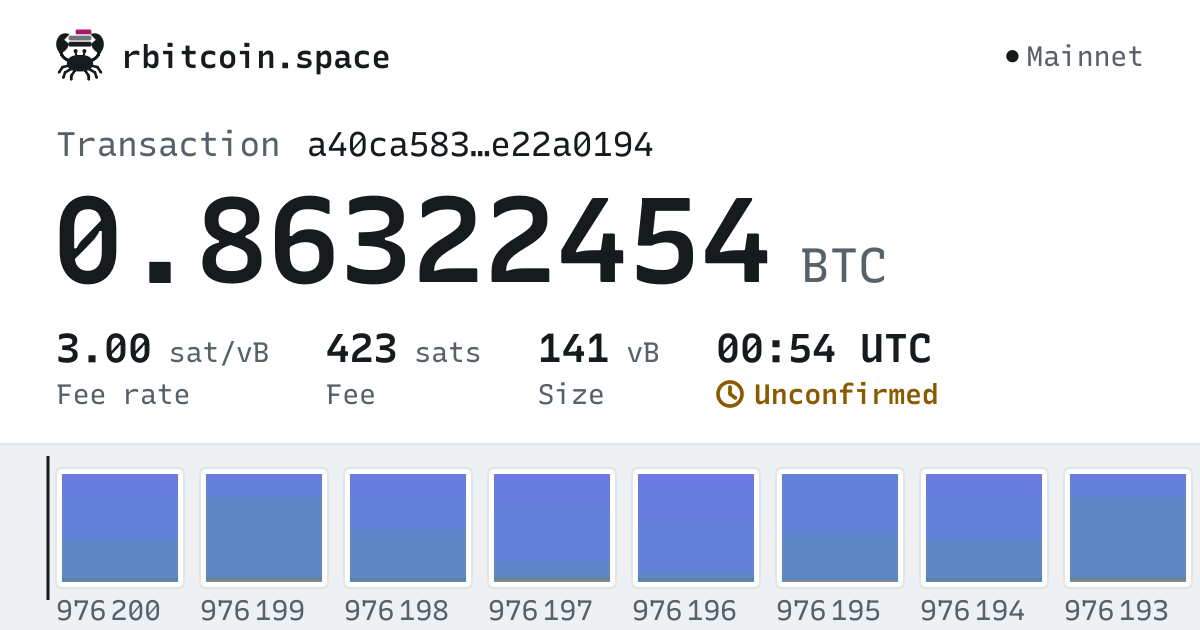 rbitcoin.space
Mainnet
Transaction a40ca583…e22a0194
0.86322454 BTC
3.00 sat/vB 423 sats 141 vB 00:54 UTC
Fee rate Fee Size Unconfirmed
976 200 976 199 976 198 976 197 976 196 976 195 976 194 976 193